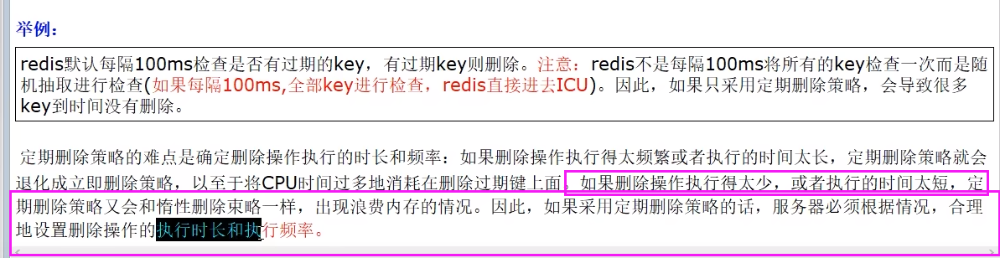 举例：
redis默认每隔100ms检查是否有过期的key，有过期key则删除。注意：redis不是每隔100ms将所有的key检查一次而是随
机抽取进行检查(如果每隔100ms,全部key进行检查，redis直接进去ICU)。因此，如果只采用定期删除策略，会导致很多
key到时间没有删除。
定期删除策略的难点是确定删除操作执行的时长和频率：如果删除操作执行得太频繁或者执行的时间太长，定期删除策略就会
退化成立即删除策略，以至于将CPU时间过多地消耗在删除过期键上面。如果删除操作执行得太少，或者执行的时间太短，定
期删除策略又会和惰性删除束略一样，出现浪费内存的情况。因此，如果采用定期删除策略的话，服务器必须根据情况，合理
地设置删除操作的执行时长和执行频率。